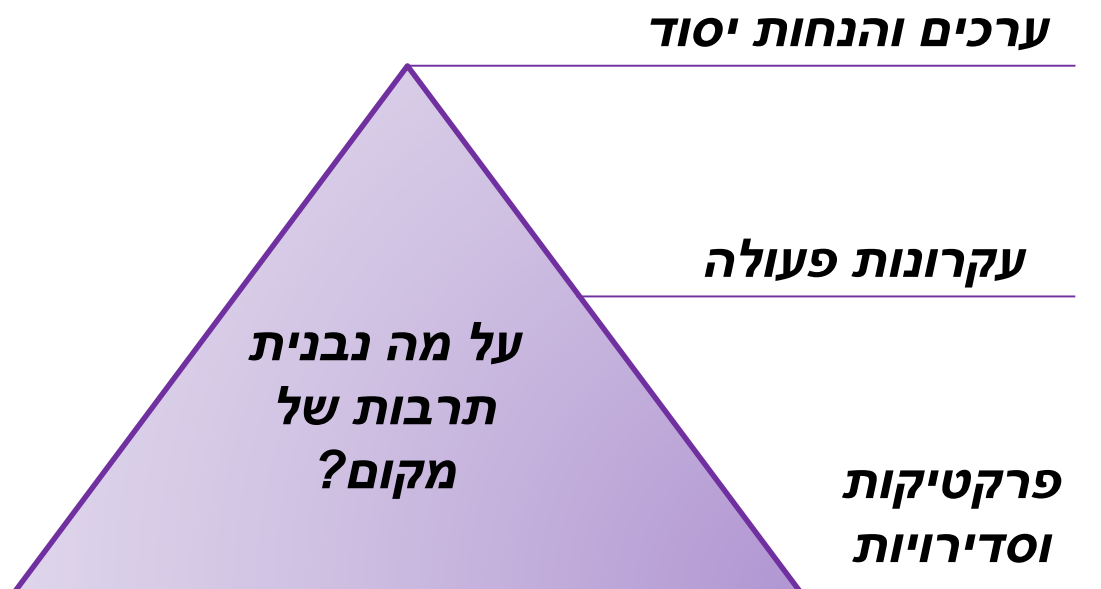 ערכים והנחות יסוד
עקרונות פעולה
על מה נבנית
תרבות של
מקום?
פרקטיקות
וסדירויות